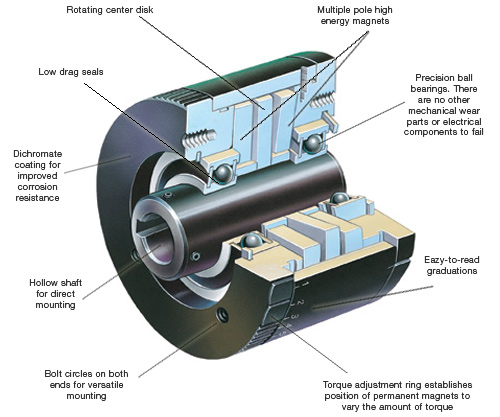 Rotating center disk
Multiple pole high
energy magnets
Low drag seals
Precision ball
bearings. There
are no other
mechanical wear
parts or electrical
components to fail
Dichromate
coating for
improved
corrosion
resistance
Hollow shaft
for direct
mounting
Eazy-to-read
graduations
1
2
3
Bolt circles on both
ends for versatile
mounting
Torque adjustment ring establishes
position of permanent magnets to
vary the amount of torque